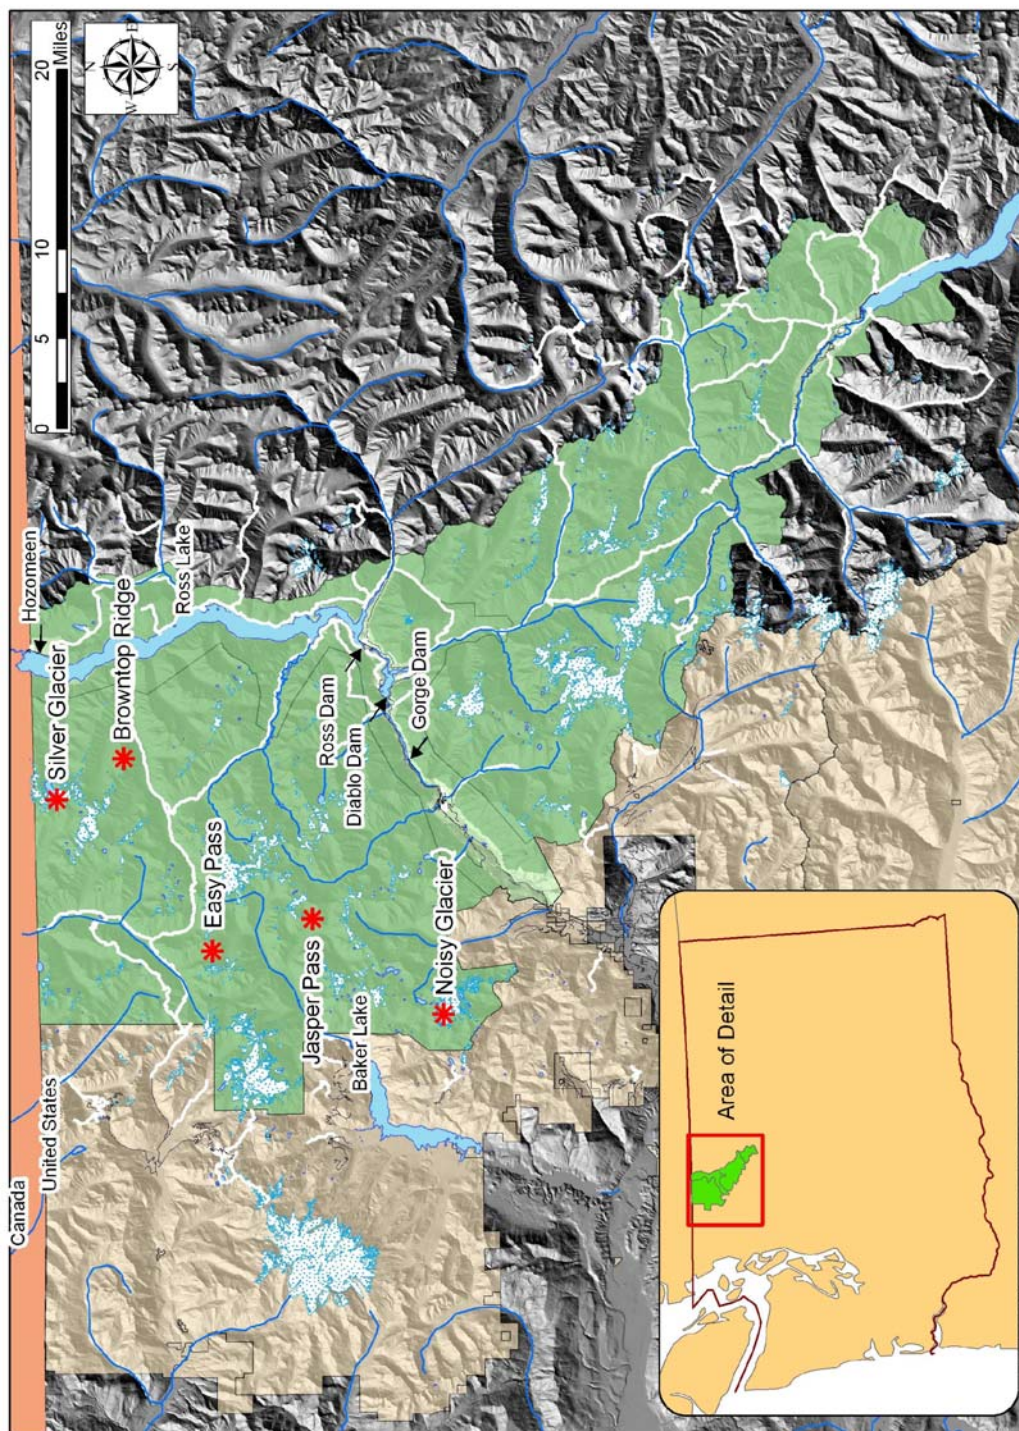 Canada
United States
Hozomeen
Silver Glacier
Browntop Ridge
Ross Lake
Easy Pass
Ross Dam
Diablo Dam
Gorge Dam
Jasper Pass
Baker Lake
Noisy Glacier
0 5 10 20
Miles
N
E
S
W
Area of Detail